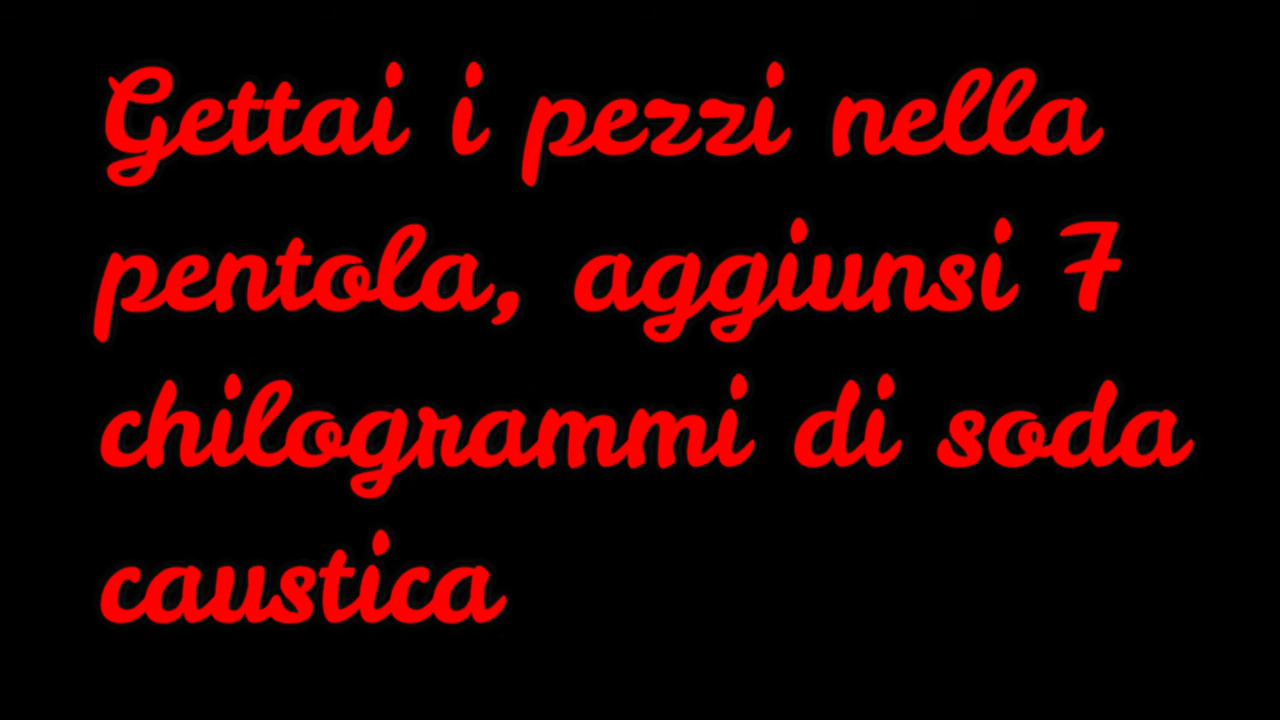 Gettai i pezzi nella
pentola, aggiunsi 7
chilogrammi di soda
caustica